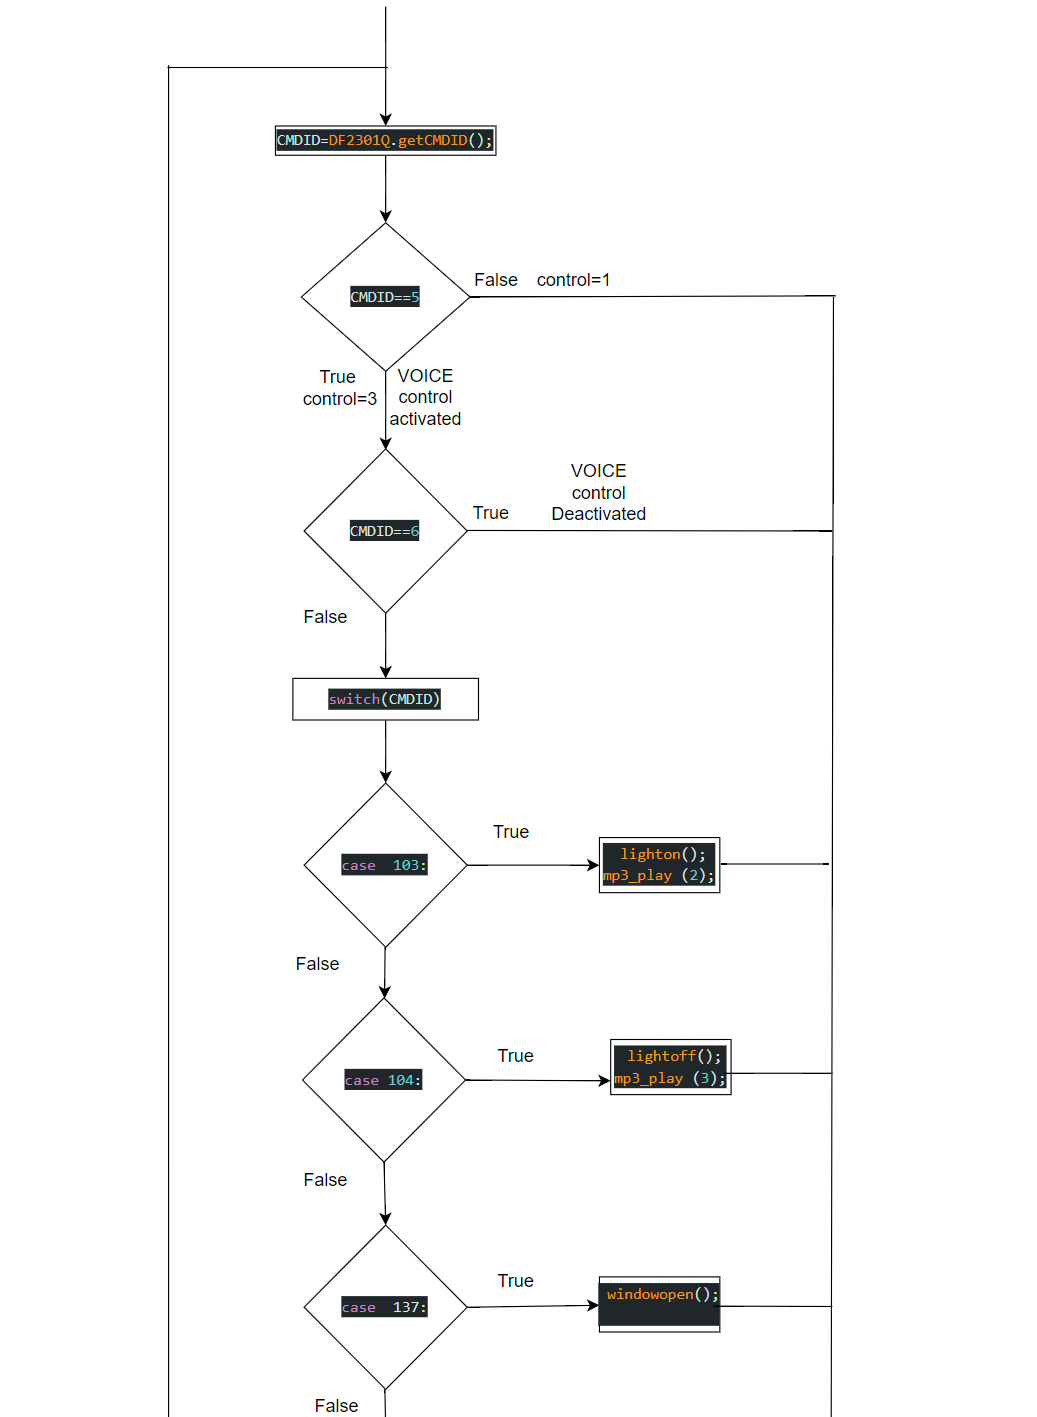 CMDID=DF2301Q.getCMDID();
CMDID==5
False control=1
True
control=3
VOICE
control
activated
CMDID==6
True
VOICE
control
Deactivated
False
switch(CMDID)
case 103:
True
lighton();
mp3_play (2);
False
case 104:
True
lightoff();
mp3_play (3);
False
case 137:
True
windowopen();
False